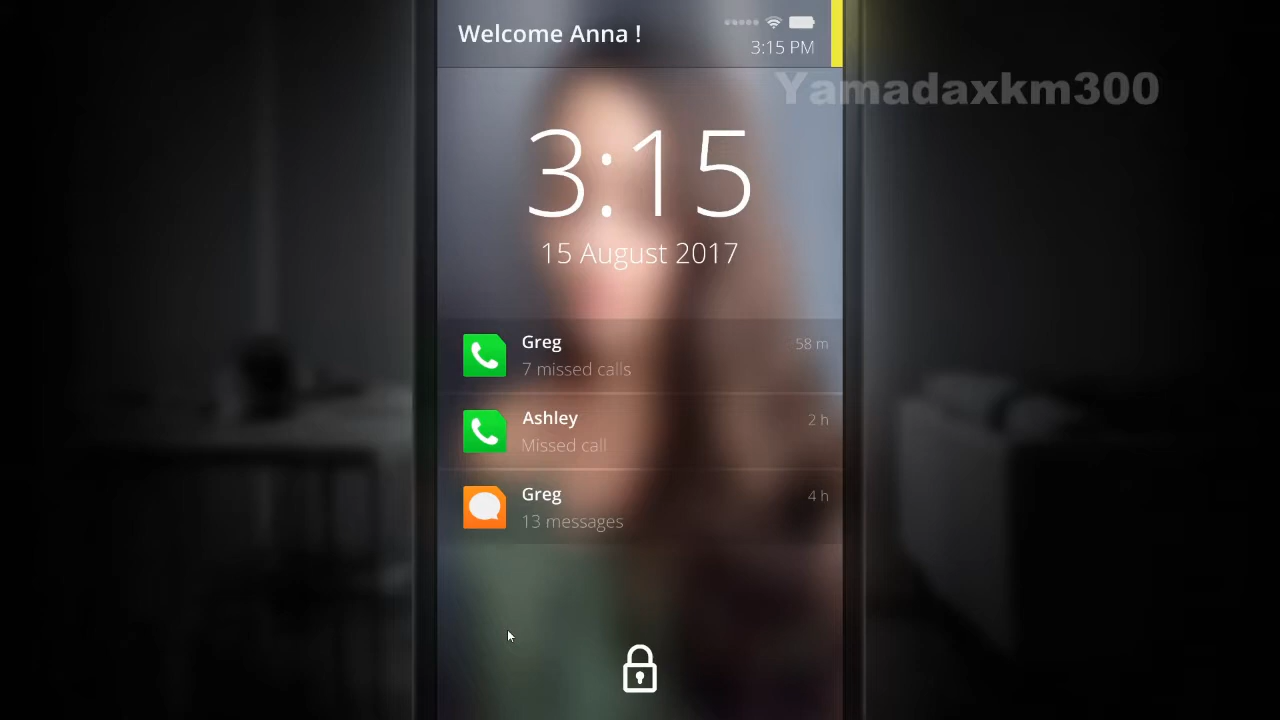 Welcome Anna !
3:15 PM
Yamadaxkm300
3:15
15 August 2017
Greg
58 m
7 missed calls
Ashley
2 h
Missed call
Greg
4 h
13 messages